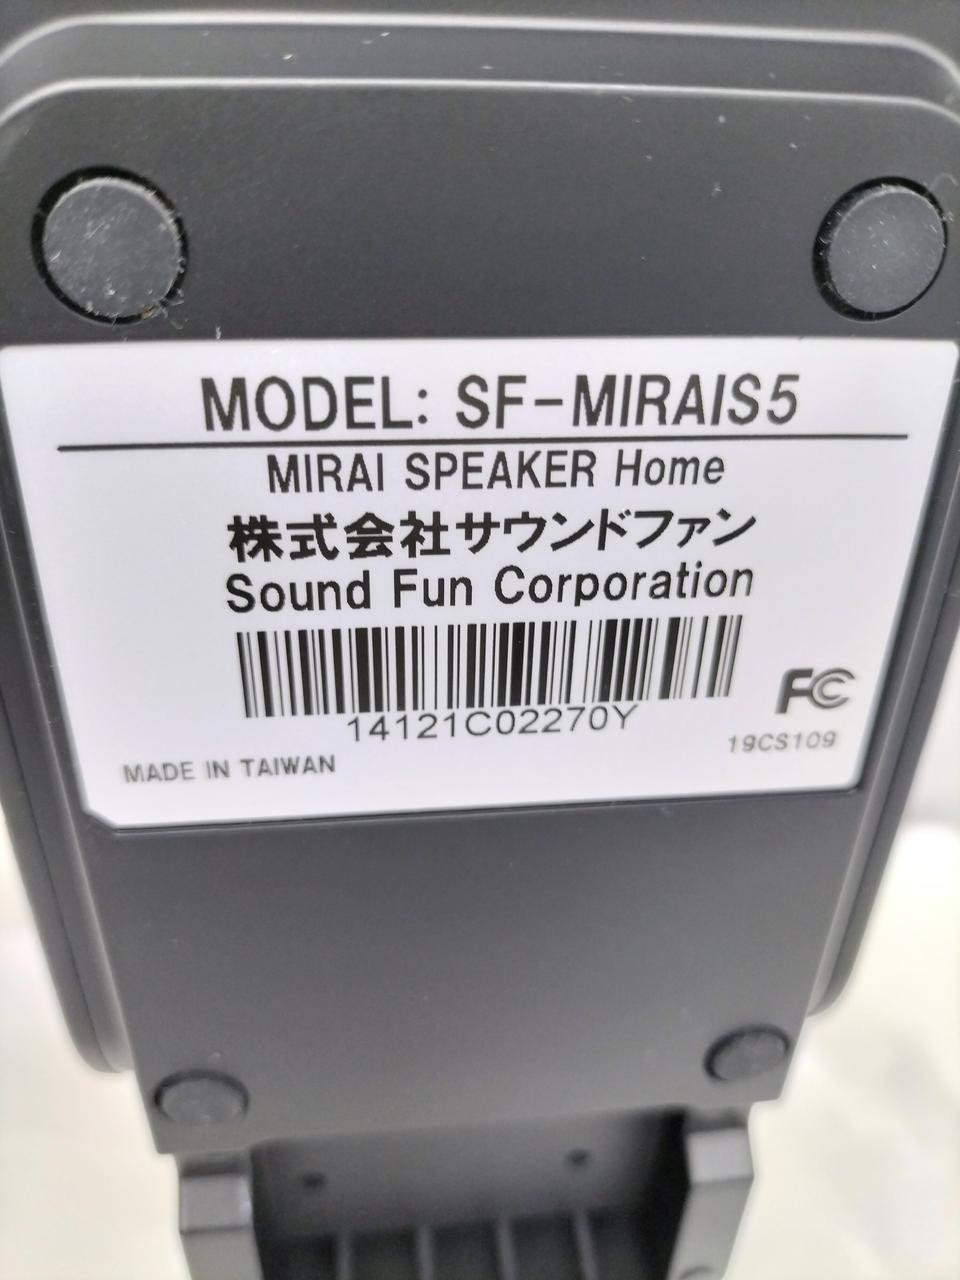 MODEL: SF-MIRAIS5
MIRAI SPEAKER Home
株式会社サウンドファン
Sound Fun Corporation
14121C02270Y
FC
19CS109
MADE IN TAIWAN